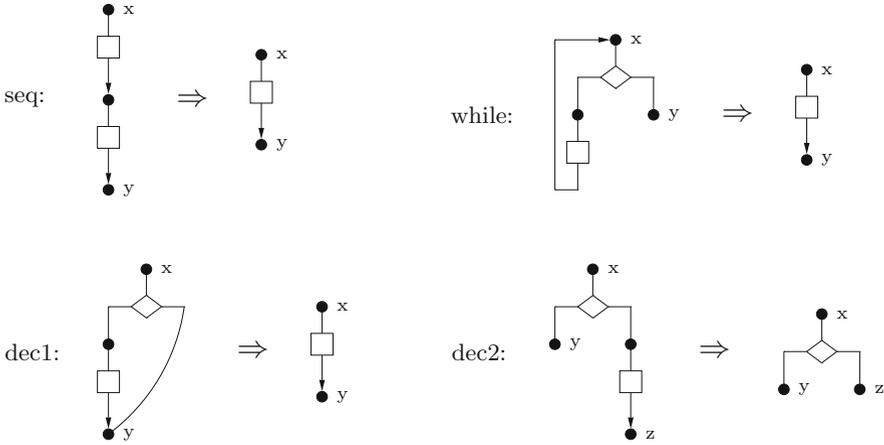 seq: x y ⇒ x y
while: x y ⇒ x y
dec1: x y ⇒ x y
dec2: x y z ⇒ x y z